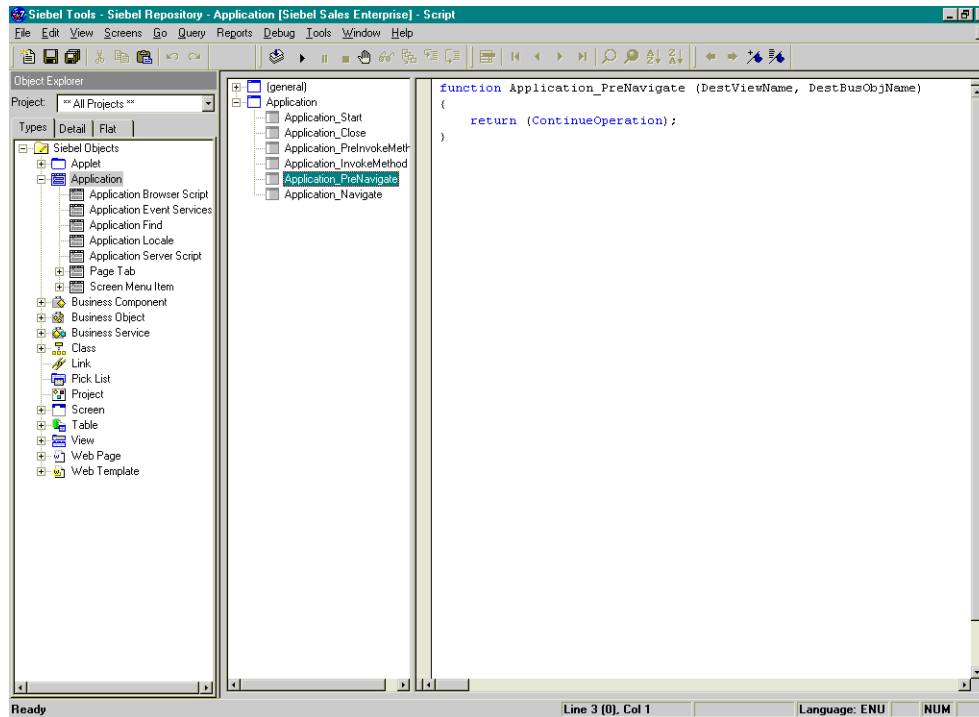 Siebel Tools - Siebel Repository - Application [Siebel Sales Enterprise] - Script
File Edit View Screens Go Query Reports Debug Tools Window Help
Object Explorer
Project: ** All Projects **
Types Detail Flat
Siebel Objects
Applet
Application
Application Browser Script
Application Event Services
Application Find
Application Locale
Application Server Script
Page Tab
Screen Menu Item
Business Component
Business Object
Business Service
Class
Link
Pick List
Project
Screen
Table
View
Web Page
Web Template
(general)
Application
Application_Start
Application_Close
Application_PreInvokeMeth
Application_InvokeMethod
Application_PreNavigate
Application_Navigate
function Application_PreNavigate (DestViewName, DestBusObjName)
{
return (ContinueOperation);
}
Ready
Line 3 (0), Col 1
Language: ENU
NUM